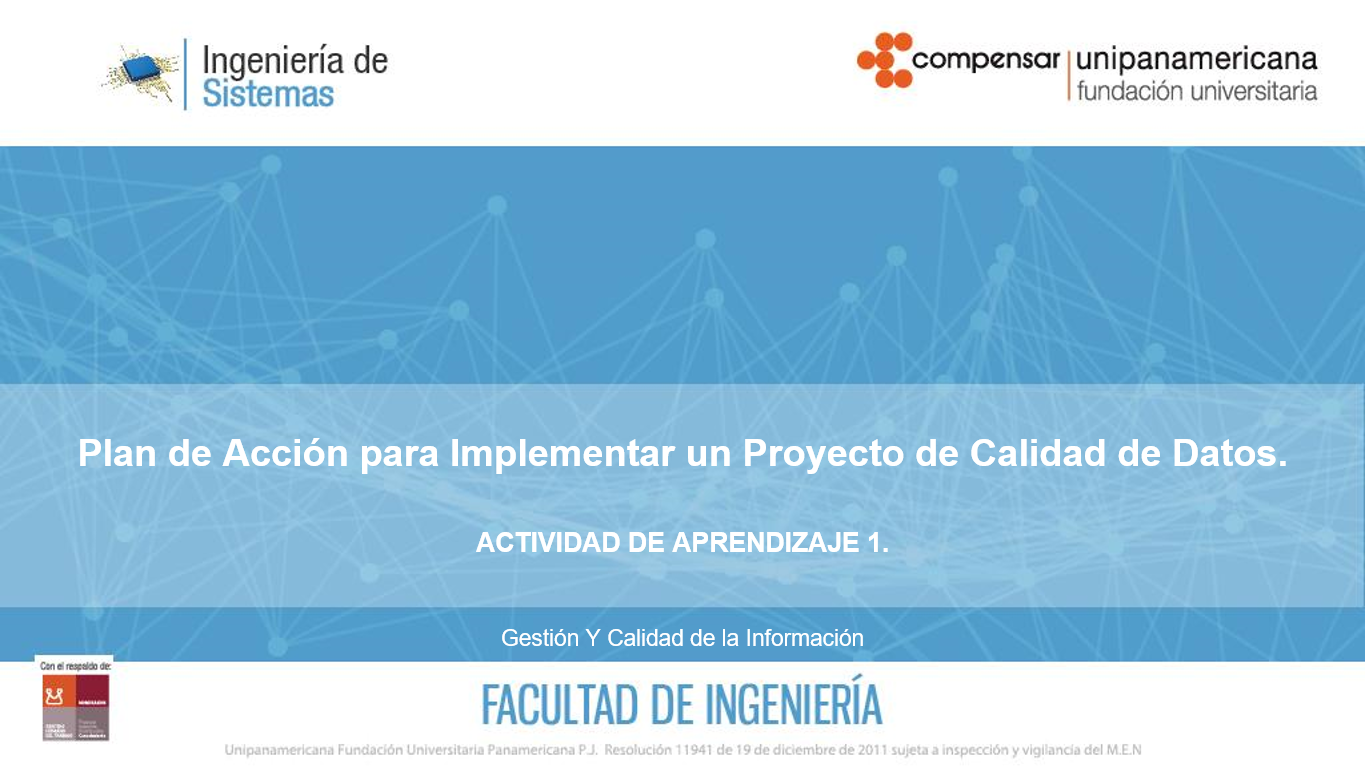 Ingeniería de
Sistemas
compensar
unipanamericana
fundación universitaria
Plan de Acción para Implementar un Proyecto de Calidad de Datos.
ACTIVIDAD DE APRENDIZAJE 1.
Gestión Y Calidad de la Información
Con el respaldo de:
FACULTAD DE INGENIERÍA
Unipanamericana Fundación Universitaria Panamericana P.J. Resolución 11941 de 19 de diciembre de 2011 sujeta a inspección y vigilancia del M.E.N